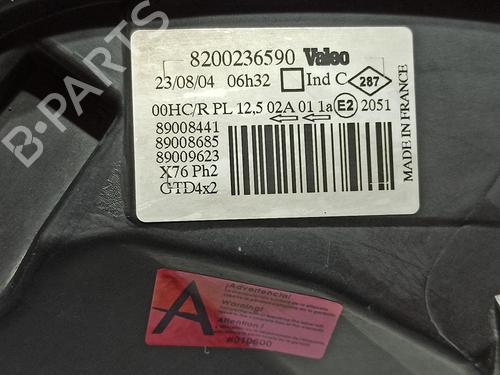 8200236590 Valeo
23/08/04 06h32 Ind C 287
00HC/R PL 12,5 02A 01 1a E2 2051
89008441
89008685
89009623
X76 Ph2
GTD4x2
MADE IN FRANCE
B-PARTS
A
¡Advertencia!
Warning!
Attention !
#010600